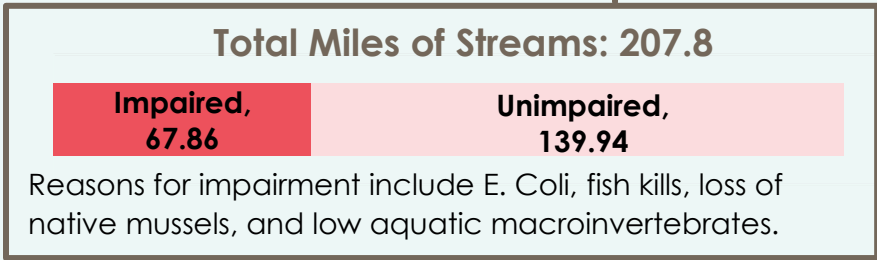 Total Miles of Streams: 207.8
Impaired,
67.86
Unimpaired,
139.94
Reasons for impairment include E. Coli, fish kills, loss of
native mussels, and low aquatic macroinvertebrates.